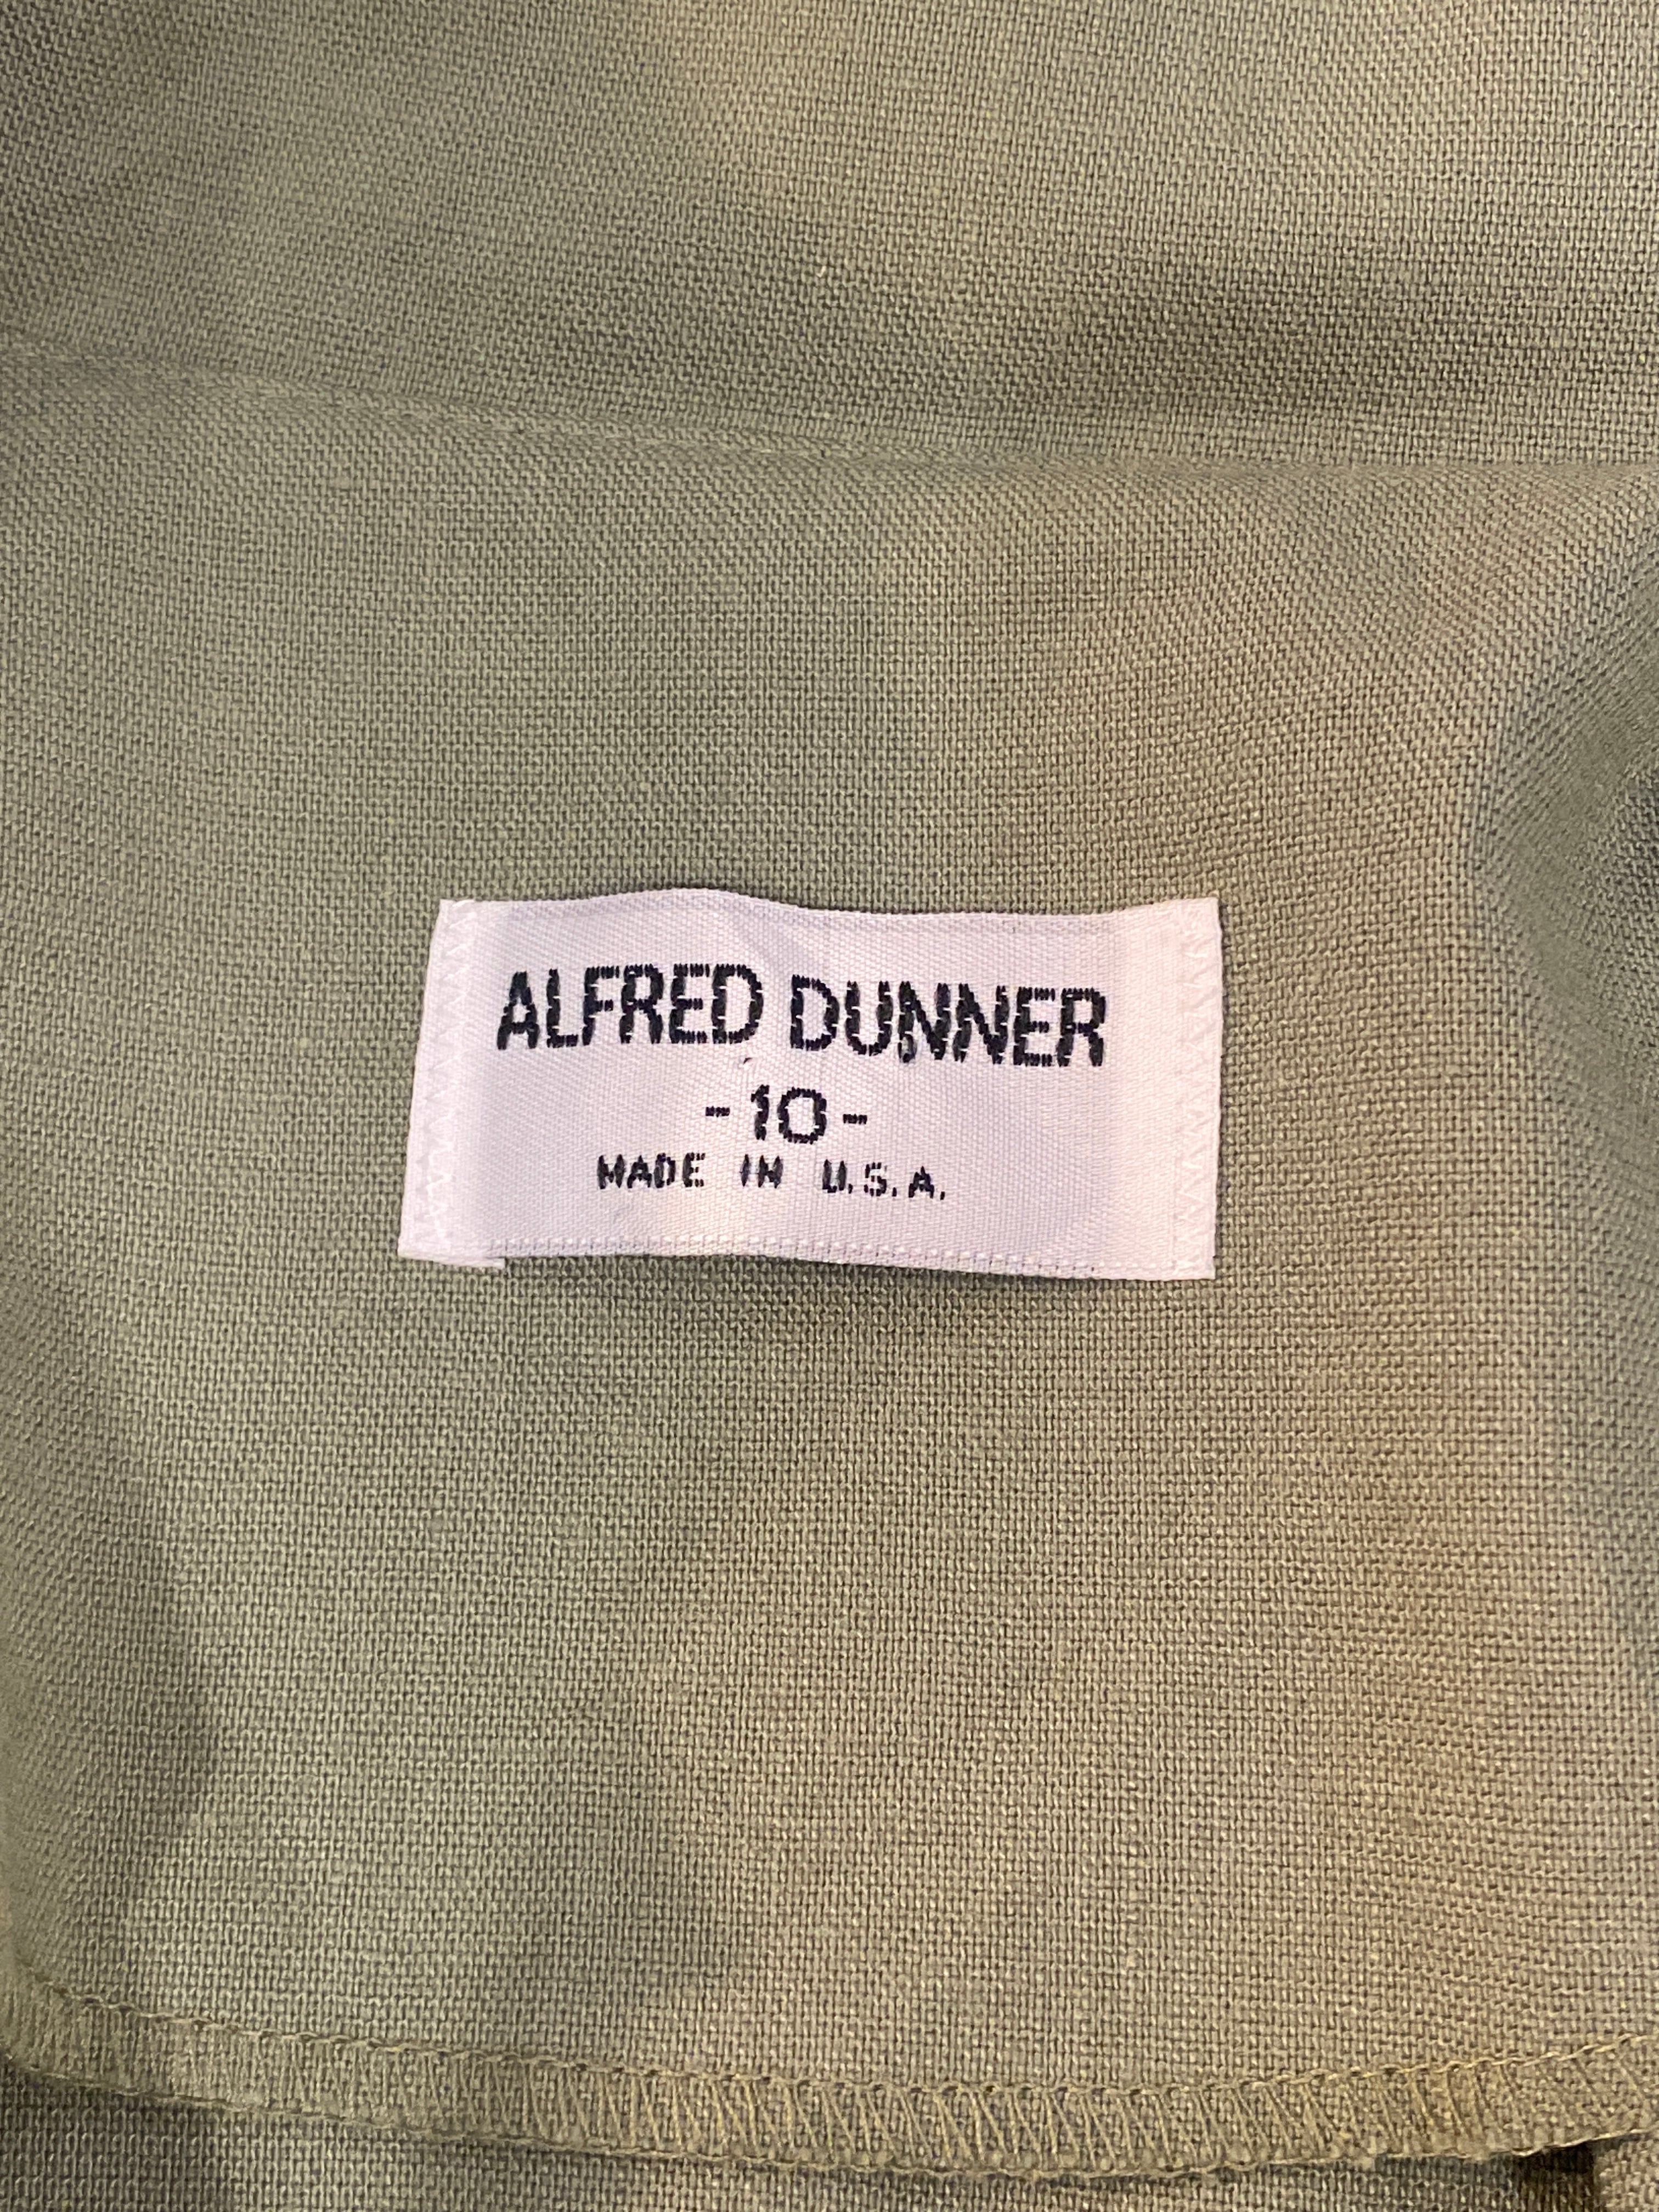 ALFRED DUNNER
-10-
MADE IN U.S.A.